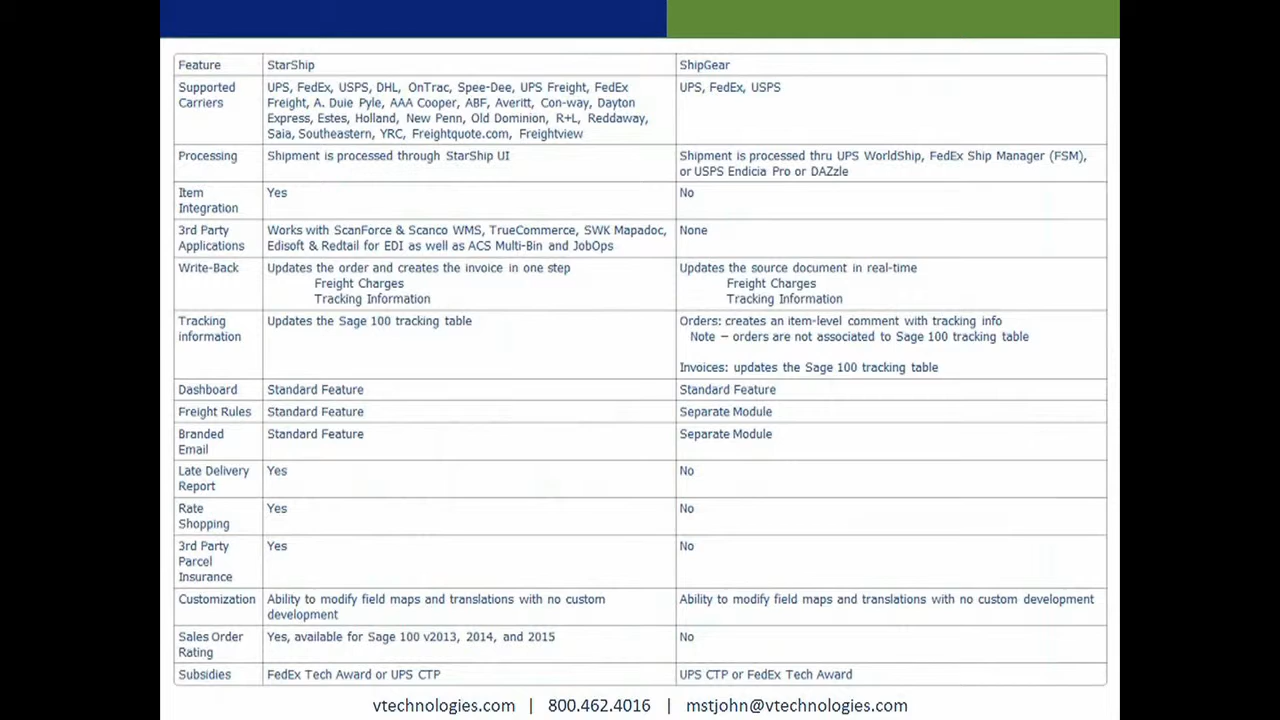 Feature StarShip ShipGear
Supported Carriers
UPS, FedEx, USPS, DHL, OnTrac, Spee-Dee, UPS Freight, FedEx
Freight, A. Duie Pyle, AAA Cooper, ABF, Averitt, Con-way, Dayton
Express, Estes, Holland, New Penn, Old Dominion, R+L, Reddaway,
Saia, Southeastern, YRC, Freightquote.com, Freightview
UPS, FedEx, USPS
Processing
Shipment is processed through StarShip UI
Shipment is processed thru UPS WorldShip, FedEx Ship Manager (FSM),
or USPS Endicia Pro or DAZzle
Item
Integration
Yes
No
3rd Party
Applications
Works with ScanForce & Scanco WMS, TrueCommerce, SWK Mapadoc,
Edisoft & Redtail for EDI as well as ACS Multi-Bin and JobOps
None
Write-Back
Updates the order and creates the invoice in one step
Freight Charges
Tracking Information
Updates the source document in real-time
Freight Charges
Tracking Information
Tracking
information
Updates the Sage 100 tracking table
Orders: creates an item-level comment with tracking info
Note – orders are not associated to Sage 100 tracking table
Invoices: updates the Sage 100 tracking table
Dashboard
Standard Feature
Standard Feature
Freight Rules
Standard Feature
Separate Module
Branded
Email
Standard Feature
Separate Module
Late Delivery
Report
Yes
No
Rate
Shopping
Yes
No
3rd Party
Parcel
Insurance
Yes
No
Customization
Ability to modify field maps and translations with no custom
development
Ability to modify field maps and translations with no custom development
Sales Order
Rating
Yes, available for Sage 100 v2013, 2014, and 2015
No
Subsidies
FedEx Tech Award or UPS CTP
UPS CTP or FedEx Tech Award
vtechnologies.com | 800.462.4016 | mstjohn@vtechnologies.com